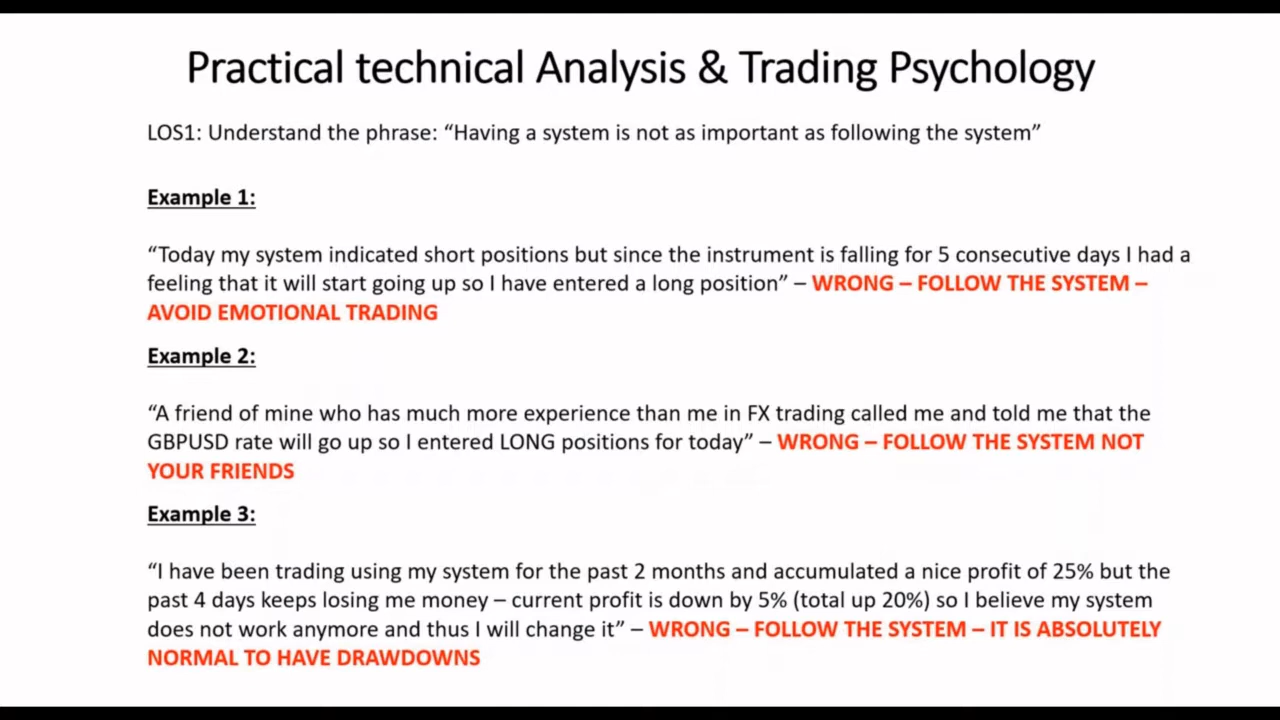 Practical technical Analysis & Trading Psychology
LOS1: Understand the phrase: “Having a system is not as important as following the system”
Example 1:
“Today my system indicated short positions but since the instrument is falling for 5 consecutive days I had a
feeling that it will start going up so I have entered a long position” – WRONG – FOLLOW THE SYSTEM –
AVOID EMOTIONAL TRADING
Example 2:
“A friend of mine who has much more experience than me in FX trading called me and told me that the
GBPUSD rate will go up so I entered LONG positions for today” – WRONG – FOLLOW THE SYSTEM NOT
YOUR FRIENDS
Example 3:
“I have been trading using my system for the past 2 months and accumulated a nice profit of 25% but the
past 4 days keeps losing me money – current profit is down by 5% (total up 20%) so I believe my system
does not work anymore and thus I will change it” – WRONG – FOLLOW THE SYSTEM – IT IS ABSOLUTELY
NORMAL TO HAVE DRAWDOWNS